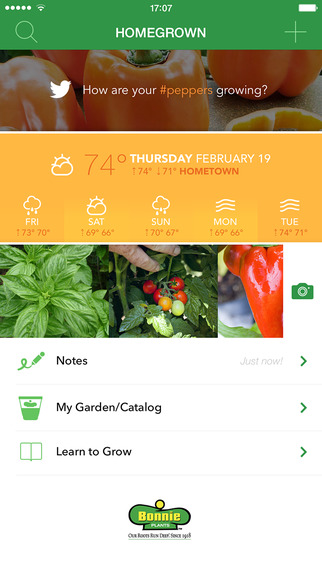 17:07
HOMEGROWN
How are your #peppers growing?
74° THURSDAY FEBRUARY 19
↑74° ↓71° HOMETOWN
FRI SAT SUN MON TUE
↑73° 70° ↑69° 66° ↑70° 67° ↑69° 66° ↑74° 71°
Notes Just now!
My Garden/Catalog
Learn to Grow
Bonnie
PLANTS
OUR ROOTS RUN DEEP. SINCE 1918